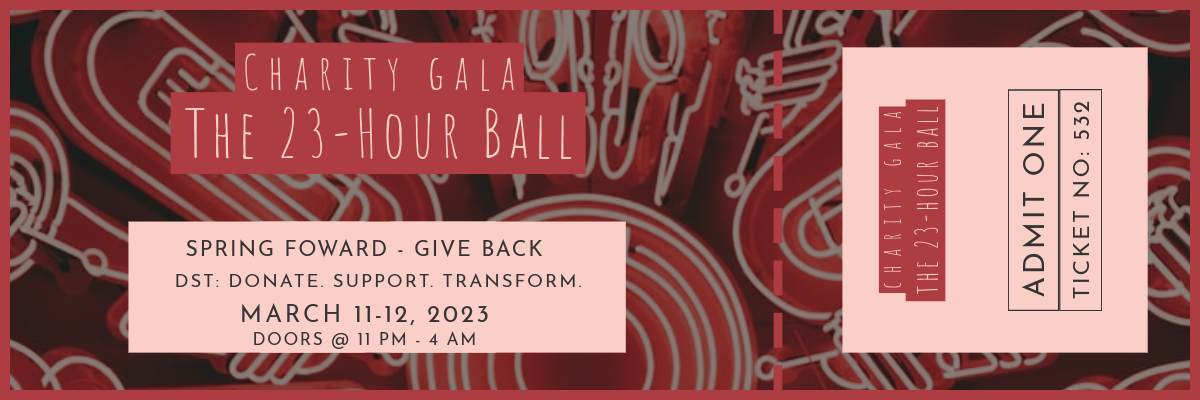 CHARITY GALA
THE 23-HOUR BALL
SPRING FOWARD - GIVE BACK
DST: DONATE. SUPPORT. TRANSFORM.
MARCH 11-12, 2023
DOORS @ 11 PM - 4 AM
CHARITY GALA
THE 23-HOUR BALL
ADMIT ONE
TICKET NO: 532